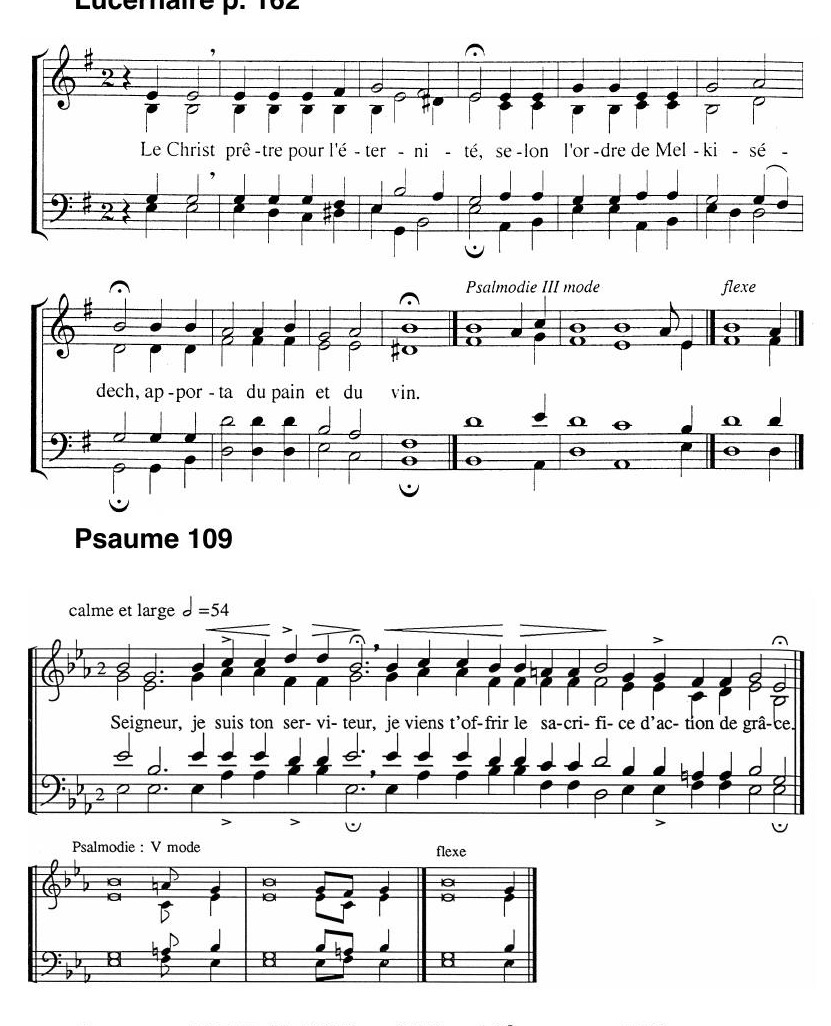 Lucernaire p. 162
Le Christ prê - tre pour l'é - ter - ni - té, se - lon l'or - dre de Mel - ki - sé -
Psalmodie III mode flexe
dech, ap - por - ta du pain et du vin.
Psaume 109
calme et large 𝅗𝅥 =54
Seigneur, je suis ton ser- vi- teur, je viens t'of- frir le sa- cri- fi- ce d'ac- tion de grâ- ce.
Psalmodie : V mode flexe